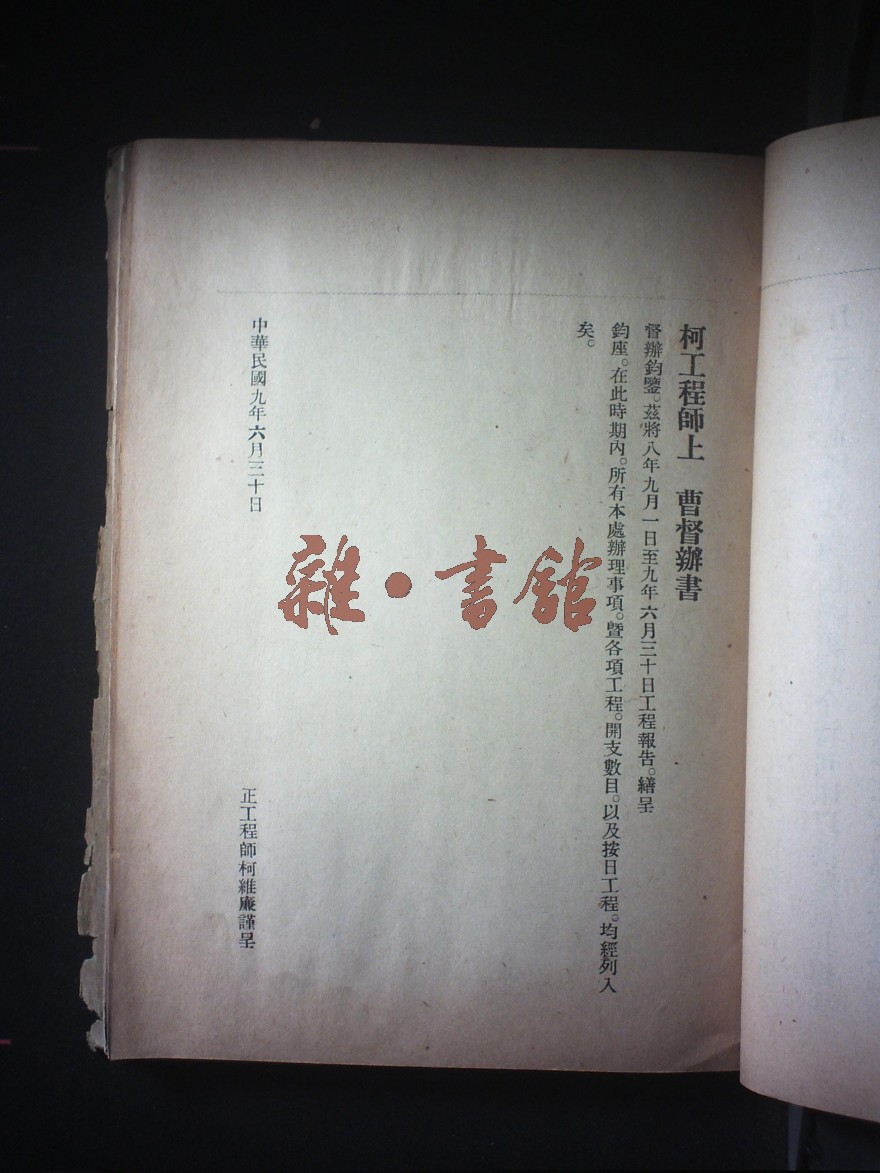 柯工程師上　曹督辦書
督辦鈞鑒。茲將八年九月一日至九年六月三十日工程報告。繕呈
鈞座。在此時期內。所有本處辦理事項。暨各項工程。開支數目。以及按日工程。均經列入
矣。
中華民國九年六月三十日
正工程師柯維廉謹呈
雜·書館